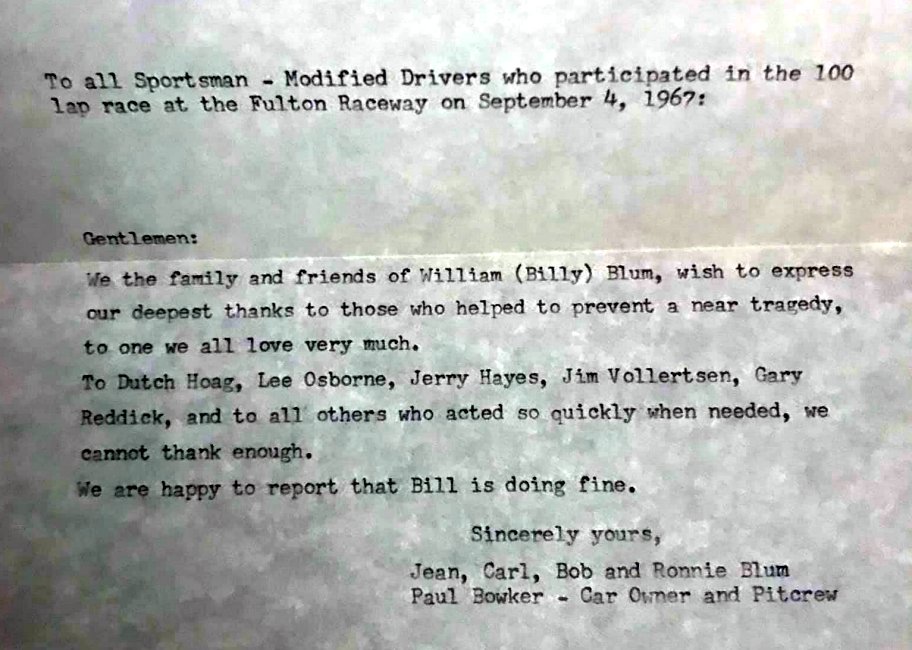 To all Sportsman - Modified Drivers who participated in the 100
lap race at the Fulton Raceway on September 4, 1967:
Gentlemen:
We the family and friends of William (Billy) Blum, wish to express
our deepest thanks to those who helped to prevent a near tragedy,
to one we all love very much.
To Dutch Hoag, Lee Osborne, Jerry Hayes, Jim Vollertsen, Gary
Reddick, and to all others who acted so quickly when needed, we
cannot thank enough.
We are happy to report that Bill is doing fine.
Sincerely yours,
Jean, Carl, Bob and Ronnie Blum
Paul Bowker - Car Owner and Pitcrew